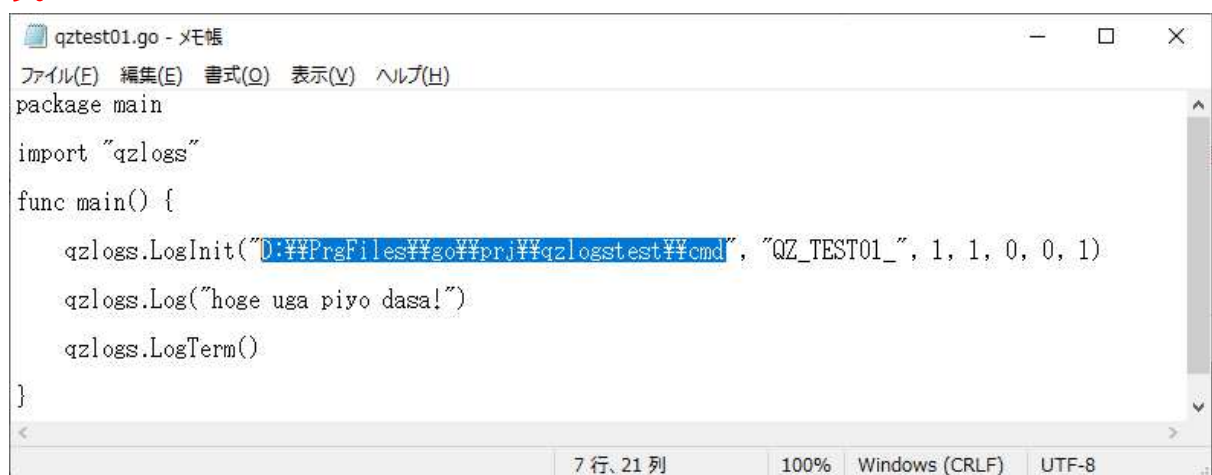 qztest01.go - メモ帳
ファイル(F) 編集(E) 書式(O) 表示(V) ヘルプ(H)
package main
import "qzlogs"
func main() {
qzlogs.LogInit("D:¥¥PrgFiles¥¥go¥¥prj¥¥qzlogstest¥¥cmd", "QZ_TEST01_", 1, 1, 0, 0, 1)
qzlogs.Log("hoge uga piyo dasa!")
qzlogs.LogTerm()
}
7 行、21 列 100% Windows (CRLF) UTF-8